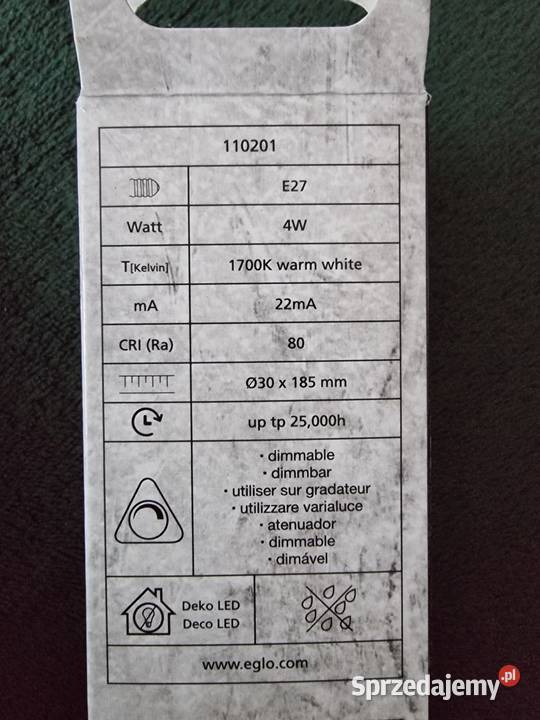 110201
E27
Watt 4W
T[Kelvin] 1700K warm white
mA 22mA
CRI (Ra) 80
Ø30 x 185 mm
up tp 25,000h
· dimmable
· dimmbar
· utiliser sur gradateur
· utilizzare varialuce
· atenuador
· dimmable
· dimável
Deko LED
Deco LED
www.eglo.com
Sprzedajemy.pl